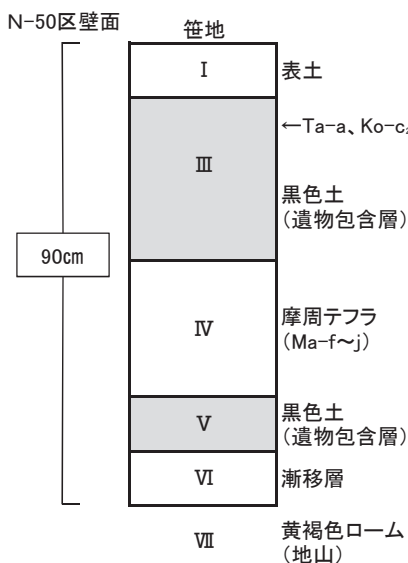 N-50区壁面
笹地
Ⅰ
表土
←Ta-a、Ko-c₂
Ⅲ
黒色土
(遺物包含層)
90cm
Ⅳ
摩周テフラ
(Ma-f〜j)
Ⅴ
黒色土
(遺物包含層)
Ⅵ
漸移層
Ⅶ
黄褐色ローム
(地山)